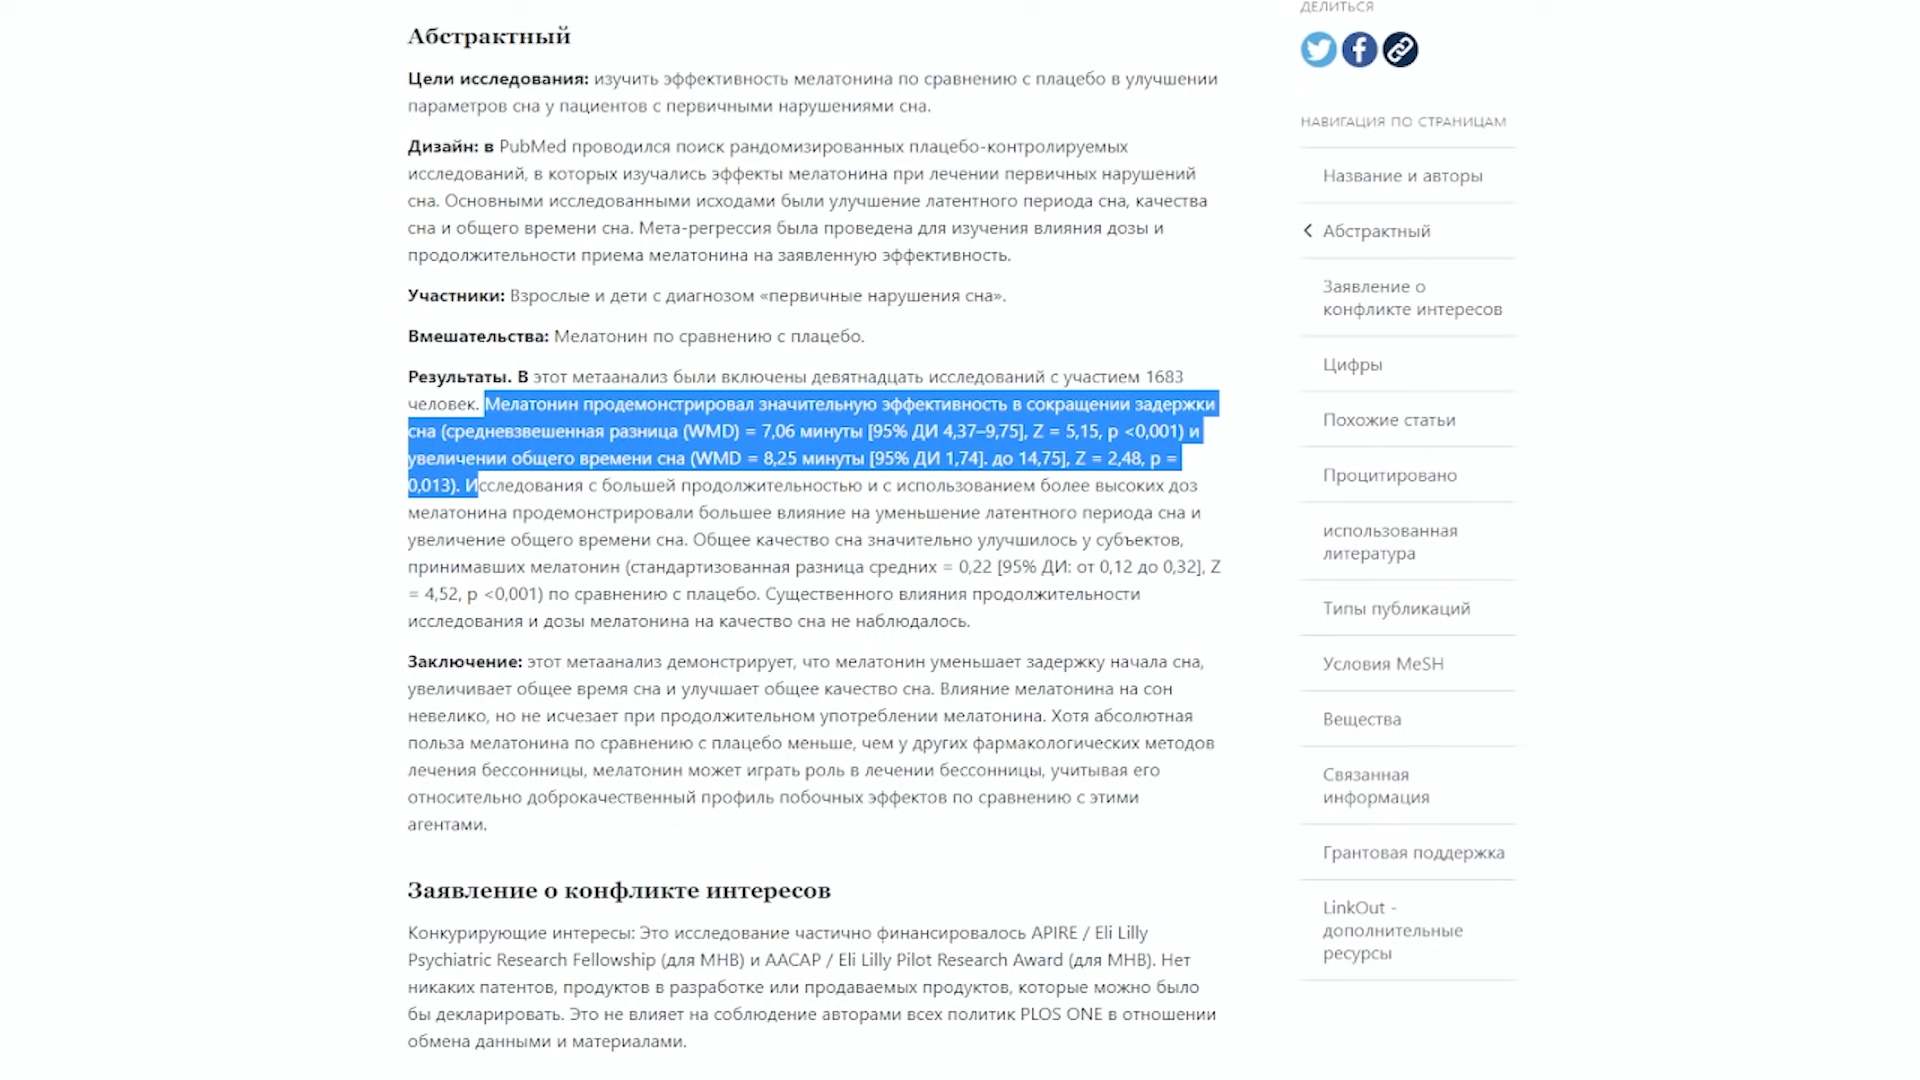 Абстрактный
Цели исследования: изучить эффективность мелатонина по сравнению с плацебо в улучшении
параметров сна у пациентов с первичными нарушениями сна.
Дизайн: в PubMed проводился поиск рандомизированных плацебо-контролируемых
исследований, в которых изучались эффекты мелатонина при лечении первичных нарушений
сна. Основными исследованными исходами были улучшение латентного периода сна, качества
сна и общего времени сна. Мета-регрессия была проведена для изучения влияния дозы и
продолжительности приема мелатонина на заявленную эффективность.
Участники: Взрослые и дети с диагнозом «первичные нарушения сна».
Вмешательства: Мелатонин по сравнению с плацебо.
Результаты. В этот метаанализ были включены девятнадцать исследований с участием 1683
человек. Мелатонин продемонстрировал значительную эффективность в сокращении задержки
сна (средневзвешенная разница (WMD) = 7,06 минуты [95% ДИ 4,37–9,75], Z = 5,15, p <0,001) и
увеличении общего времени сна (WMD = 8,25 минуты [95% ДИ 1,74]. до 14,75], Z = 2,48, p =
0,013). Исследования с большей продолжительностью и с использованием более высоких доз
мелатонина продемонстрировали большее влияние на уменьшение латентного периода сна и
увеличение общего времени сна. Общее качество сна значительно улучшилось у субъектов,
принимавших мелатонин (стандартизованная разница средних = 0,22 [95% ДИ: от 0,12 до 0,32], Z
= 4,52, p <0,001) по сравнению с плацебо. Существенного влияния продолжительности
исследования и дозы мелатонина на качество сна не наблюдалось.
Заключение: этот метаанализ демонстрирует, что мелатонин уменьшает задержку начала сна,
увеличивает общее время сна и улучшает общее качество сна. Влияние мелатонина на сон
невелико, но не исчезает при продолжительном употреблении мелатонина. Хотя абсолютная
польза мелатонина по сравнению с плацебо меньше, чем у других фармакологических методов
лечения бессонницы, мелатонин может играть роль в лечении бессонницы, учитывая его
относительно доброкачественный профиль побочных эффектов по сравнению с этими
агентами.
Заявление о конфликте интересов
Конкурирующие интересы: Это исследование частично финансировалось APIRE / Eli Lilly
Psychiatric Research Fellowship (для MHB) и AACAP / Eli Lilly Pilot Research Award (для MHB). Нет
никаких патентов, продуктов в разработке или продаваемых продуктов, которые можно было
бы декларировать. Это не влияет на соблюдение авторами всех политик PLOS ONE в отношении
обмена данными и материалами.
ДЕЛИТЬСЯ
НАВИГАЦИЯ ПО СТРАНИЦАМ
Название и авторы
Абстрактный
Заявление о
конфликте интересов
Цифры
Похожие статьи
Процитировано
использованная
литература
Типы публикаций
Условия MeSH
Вещества
Связанная
информация
Грантовая поддержка
LinkOut -
дополнительные
ресурсы